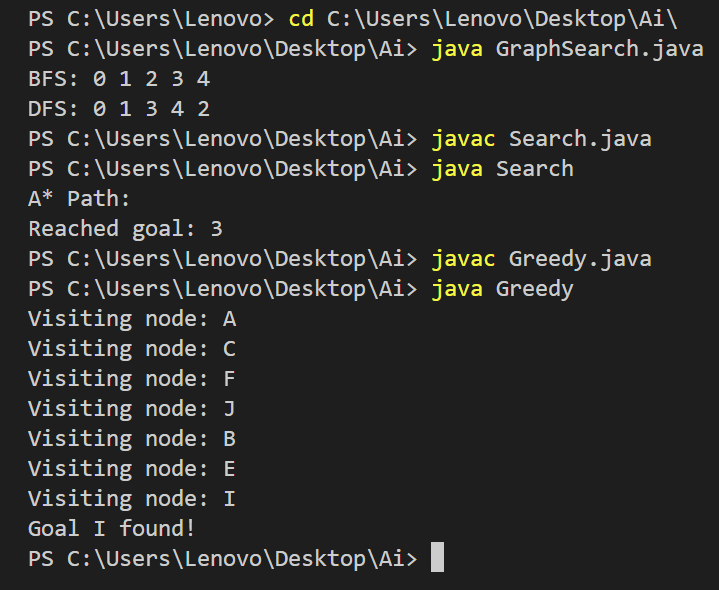 PS C:\Users\Lenovo> cd C:\Users\Lenovo\Desktop\Ai\
PS C:\Users\Lenovo\Desktop\Ai> java GraphSearch.java
BFS: 0 1 2 3 4
DFS: 0 1 3 4 2
PS C:\Users\Lenovo\Desktop\Ai> javac Search.java
PS C:\Users\Lenovo\Desktop\Ai> java Search
A* Path:
Reached goal: 3
PS C:\Users\Lenovo\Desktop\Ai> javac Greedy.java
PS C:\Users\Lenovo\Desktop\Ai> java Greedy
Visiting node: A
Visiting node: C
Visiting node: F
Visiting node: J
Visiting node: B
Visiting node: E
Visiting node: I
Goal I found!
PS C:\Users\Lenovo\Desktop\Ai>